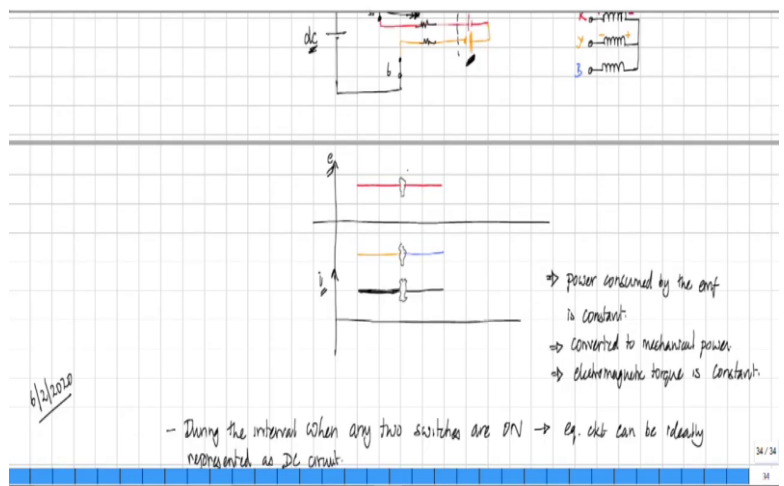 dc
6
R
Y
B
e
i
⇒ power consumed by the emf
is constant.
⇒ converted to mechanical power.
⇒ electromagnetic torque is constant.
6/2/2020
- During the interval when any two switches are ON → eq. ckt can be ideally
represented as DC circuit.
34 / 34
34